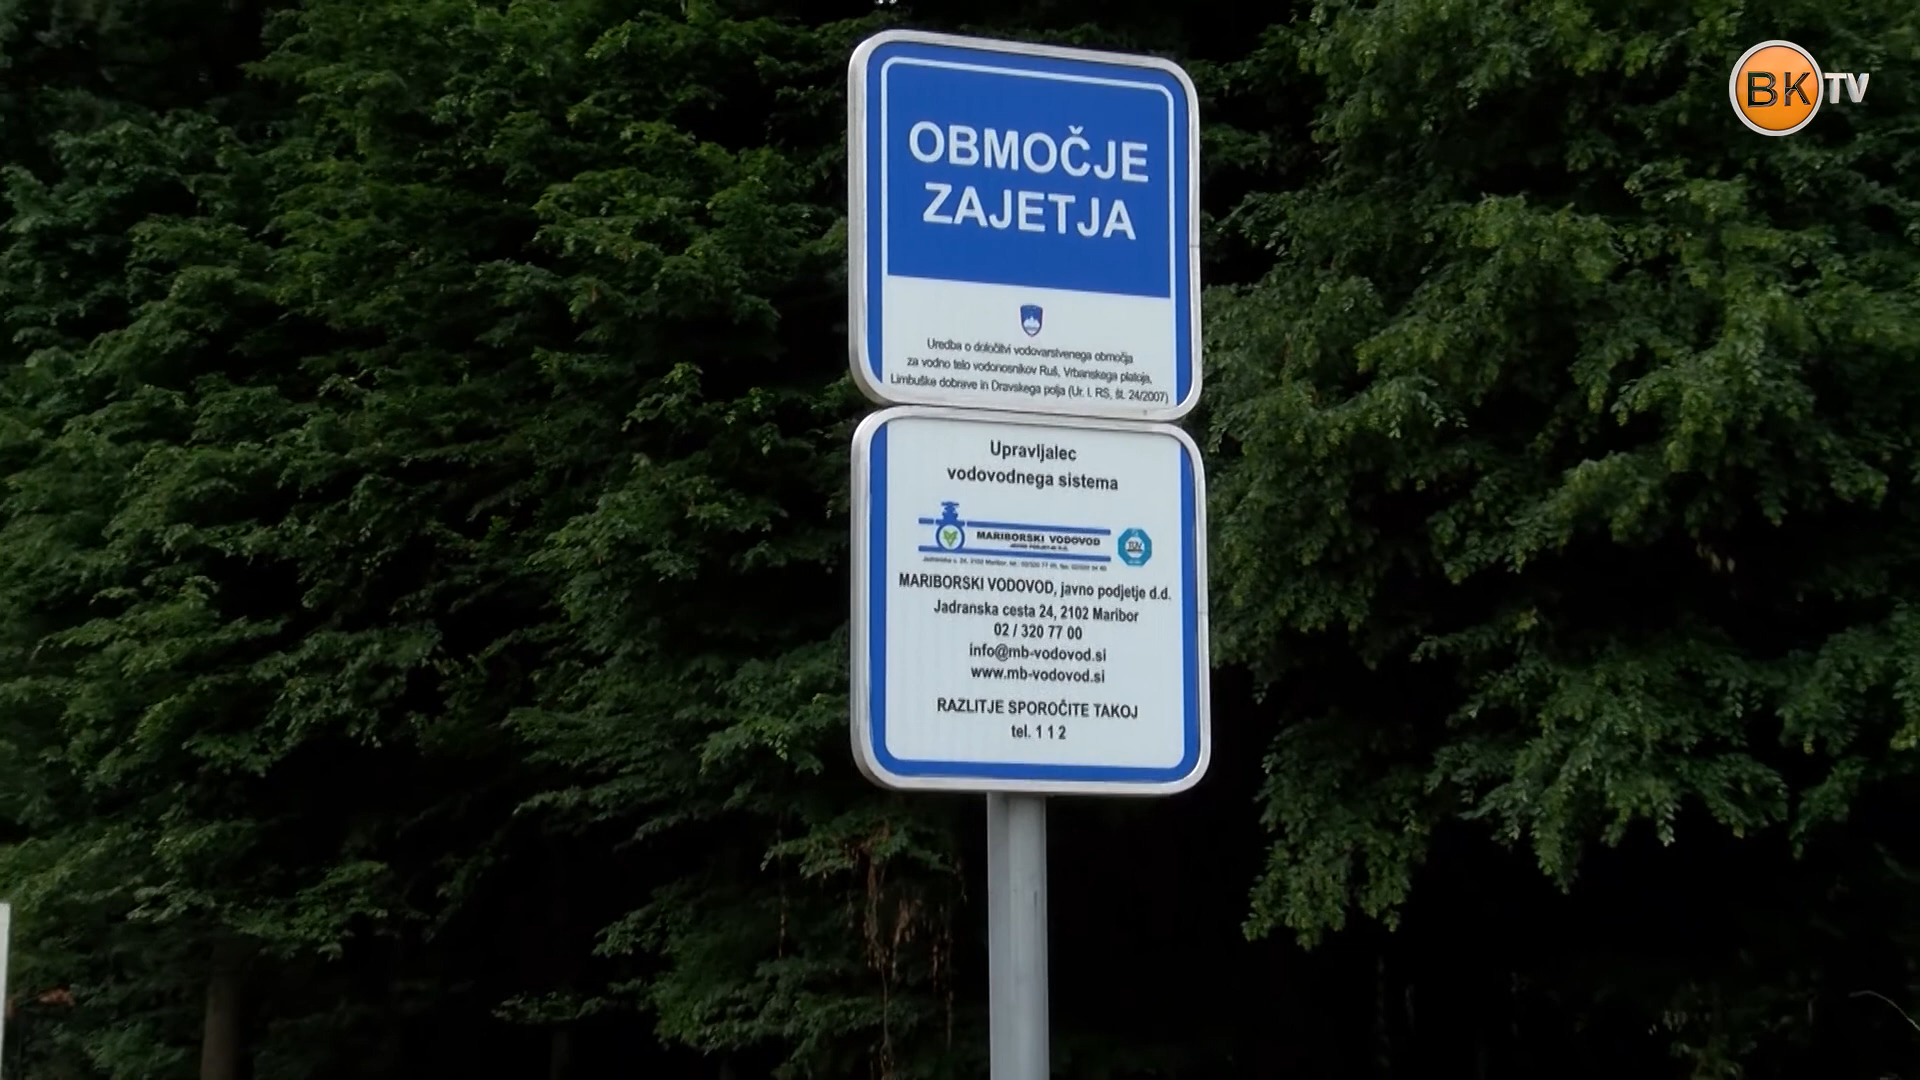 BK TV
OBMOČJE
ZAJETJA
Uredba o določitvi vodovarstvenega območja
za vodno telo vodonosnikov Ruš, Vrbanskega platoja,
Limbuške dobrave in Dravskega polja (Ur. l. RS, št. 24/2007)
Upravljalec
vodovodnega sistema
MARIBORSKI VODOVOD
MARIBORSKI VODOVOD, javno podjetje d.d.
Jadranska cesta 24, 2102 Maribor
02 / 320 77 00
info@mb-vodovod.si
www.mb-vodovod.si
RAZLITJE SPOROČITE TAKOJ
tel. 1 1 2